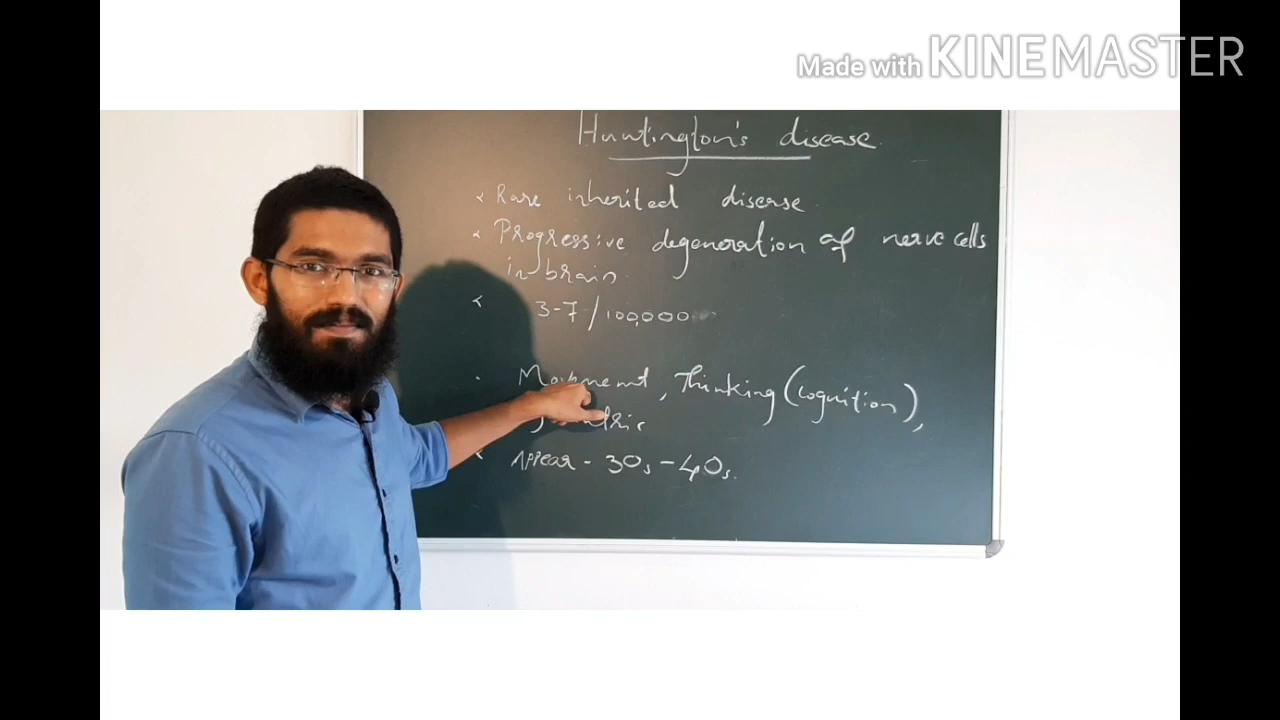 Made with KINEMASTER
Huntington's disease
Rare inherited disease
Progressive degeneration of nerve cells
in brain
3-7/100,000
Movement, Thinking (cognition),
Appear - 30s - 40s.